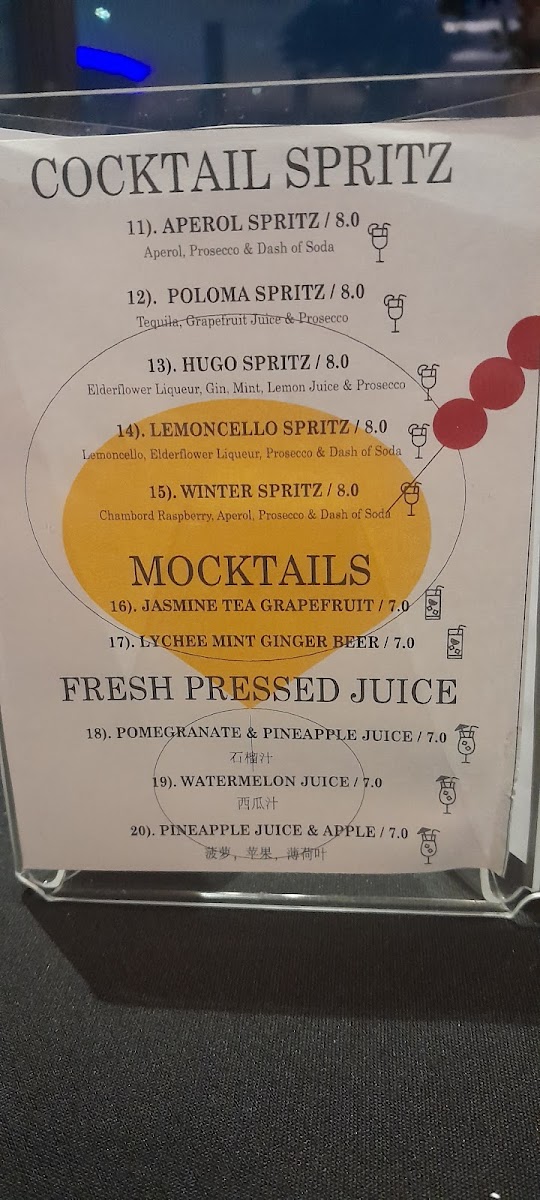 COCKTAIL SPRITZ
11). APEROL SPRITZ / 8.0
Aperol, Prosecco & Dash of Soda
12). POLOMA SPRITZ / 8.0
Tequila, Grapefruit Juice & Prosecco
13). HUGO SPRITZ / 8.0
Elderflower Liqueur, Gin, Mint, Lemon Juice & Prosecco
14). LEMONCELLO SPRITZ / 8.0
Lemoncello, Elderflower Liqueur, Prosecco & Dash of Soda
15). WINTER SPRITZ / 8.0
Chambord Raspberry, Aperol, Prosecco & Dash of Soda
MOCKTAILS
16). JASMINE TEA GRAPEFRUIT / 7.0
17). LYCHEE MINT GINGER BEER / 7.0
FRESH PRESSED JUICE
18). POMEGRANATE & PINEAPPLE JUICE / 7.0
石榴汁
19). WATERMELON JUICE / 7.0
西瓜汁
20). PINEAPPLE JUICE & APPLE / 7.0
菠萝，苹果，薄荷叶